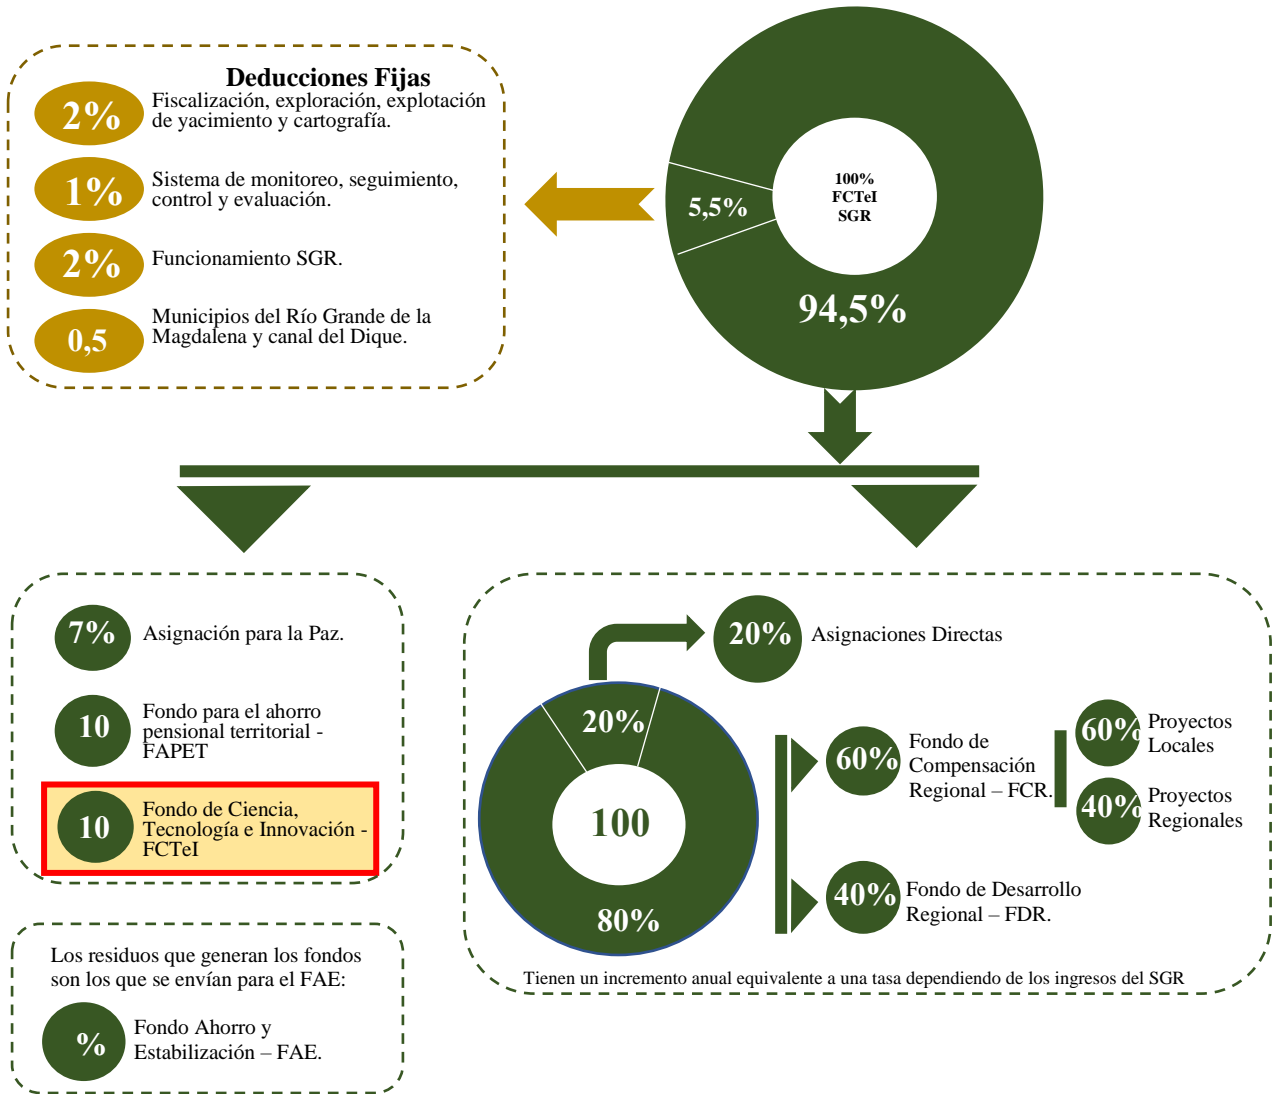 Deducciones Fijas
2%
Fiscalización, exploración, explotación
de yacimiento y cartografía.
1%
Sistema de monitoreo, seguimiento,
control y evaluación.
2%
Funcionamiento SGR.
0,5
Municipios del Río Grande de la
Magdalena y canal del Dique.
100%
FCTeI
SGR
5,5%
94,5%
7%
Asignación para la Paz.
10
Fondo para el ahorro
pensional territorial -
FAPET
10
Fondo de Ciencia,
Tecnología e Innovación -
FCTeI
Los residuos que generan los fondos
son los que se envían para el FAE:
%
Fondo Ahorro y
Estabilización – FAE.
20%
Asignaciones Directas
20%
100
80%
60%
Fondo de
Compensación
Regional – FCR.
60%
Proyectos
Locales
40%
Proyectos
Regionales
40%
Fondo de Desarrollo
Regional – FDR.
Tienen un incremento anual equivalente a una tasa dependiendo de los ingresos del SGR